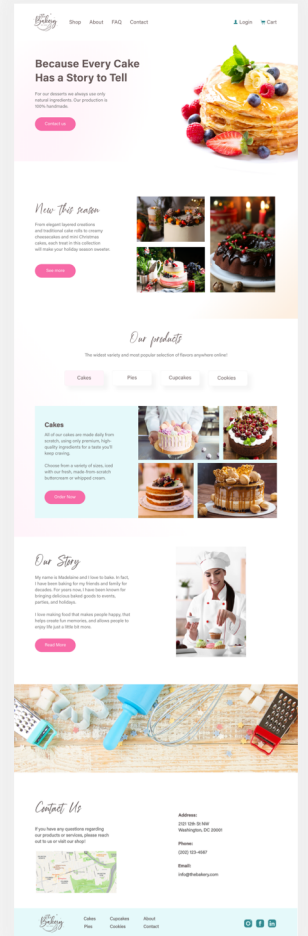 The Bakery
Shop About FAQ Contact
Login Cart
Because Every Cake
Has a Story to Tell
For our desserts we always use only
natural ingredients. Our production is
100% handmade.
Contact us
New this season
From elegant layered creations
and traditional cake rolls to creamy
cheesecakes and mini Christmas
cakes, each treat in this collection
will make your holiday season sweeter.
See more
Our products
The widest variety and most popular selection of flavors anywhere online!
Cakes Pies Cupcakes Cookies
Cakes
All of our cakes are made daily from
scratch, using only premium, high-
quality ingredients for a taste you'll
keep craving.
Choose from a variety of sizes, iced
with our fresh, made-from-scratch
buttercream or whipped cream.
Order Now
Our Story
My name is Madelaine and I love to bake. In fact,
I have been baking for my friends and family for
decades. For years now, I have been known for
bringing delicious baked goods to events,
parties, and holidays.
I love making food that makes people happy, that
helps create fun memories, and allows people to
enjoy life just a little bit more.
Read More
Contact Us
If you have any questions regarding
our products or services, please reach
out to us or visit our shop!
Address:
2121 12th St NW
Washington, DC 20001
Phone:
(202) 133-4567
Email:
info@thebakery.com
The Bakery
Cakes Cupcakes About
Pies Cookies Contact